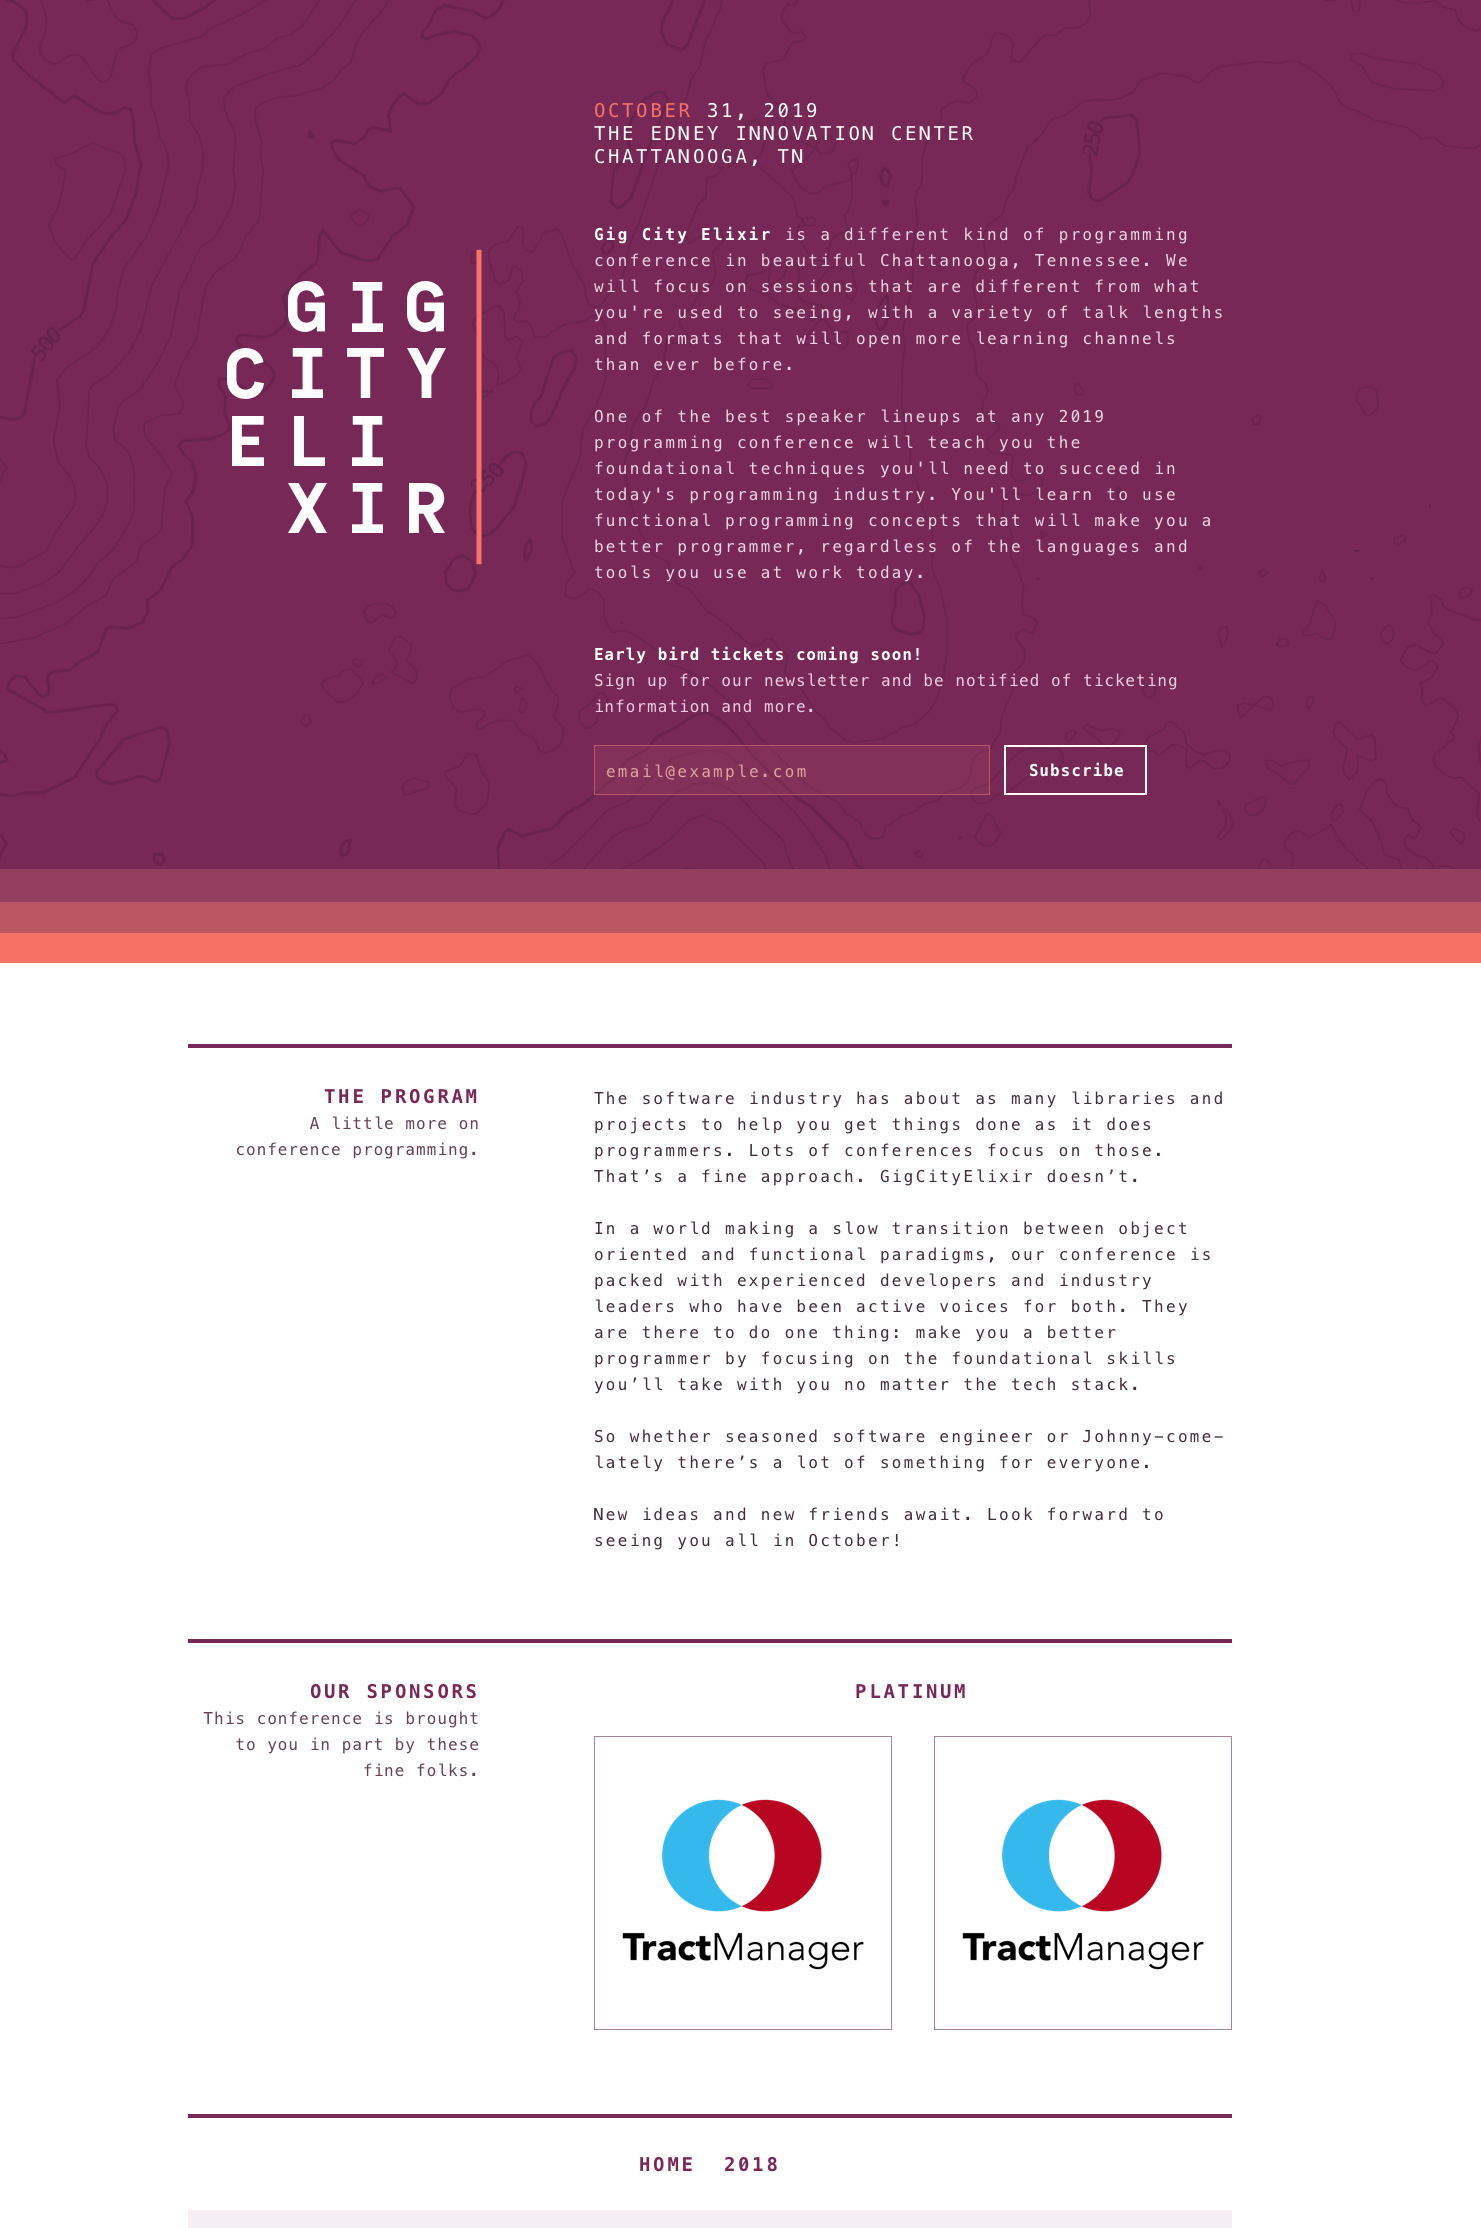 OCTOBER 31, 2019
THE EDNEY INNOVATION CENTER
CHATTANOOGA, TN
250
500
250
GIG
CITY
ELI
XIR
Gig City Elixir is a different kind of programming
conference in beautiful Chattanooga, Tennessee. We
will focus on sessions that are different from what
you're used to seeing, with a variety of talk lengths
and formats that will open more learning channels
than ever before.
One of the best speaker lineups at any 2019
programming conference will teach you the
foundational techniques you'll need to succeed in
today's programming industry. You'll learn to use
functional programming concepts that will make you a
better programmer, regardless of the languages and
tools you use at work today.
Early bird tickets coming soon!
Sign up for our newsletter and be notified of ticketing
information and more.
email@example.com
Subscribe
THE PROGRAM
A little more on
conference programming.
The software industry has about as many libraries and
projects to help you get things done as it does
programmers. Lots of conferences focus on those.
That’s a fine approach. GigCityElixir doesn’t.
In a world making a slow transition between object
oriented and functional paradigms, our conference is
packed with experienced developers and industry
leaders who have been active voices for both. They
are there to do one thing: make you a better
programmer by focusing on the foundational skills
you’ll take with you no matter the tech stack.
So whether seasoned software engineer or Johnny-come-
lately there’s a lot of something for everyone.
New ideas and new friends await. Look forward to
seeing you all in October!
OUR SPONSORS
This conference is brought
to you in part by these
fine folks.
PLATINUM
TractManager
TractManager
HOME 2018